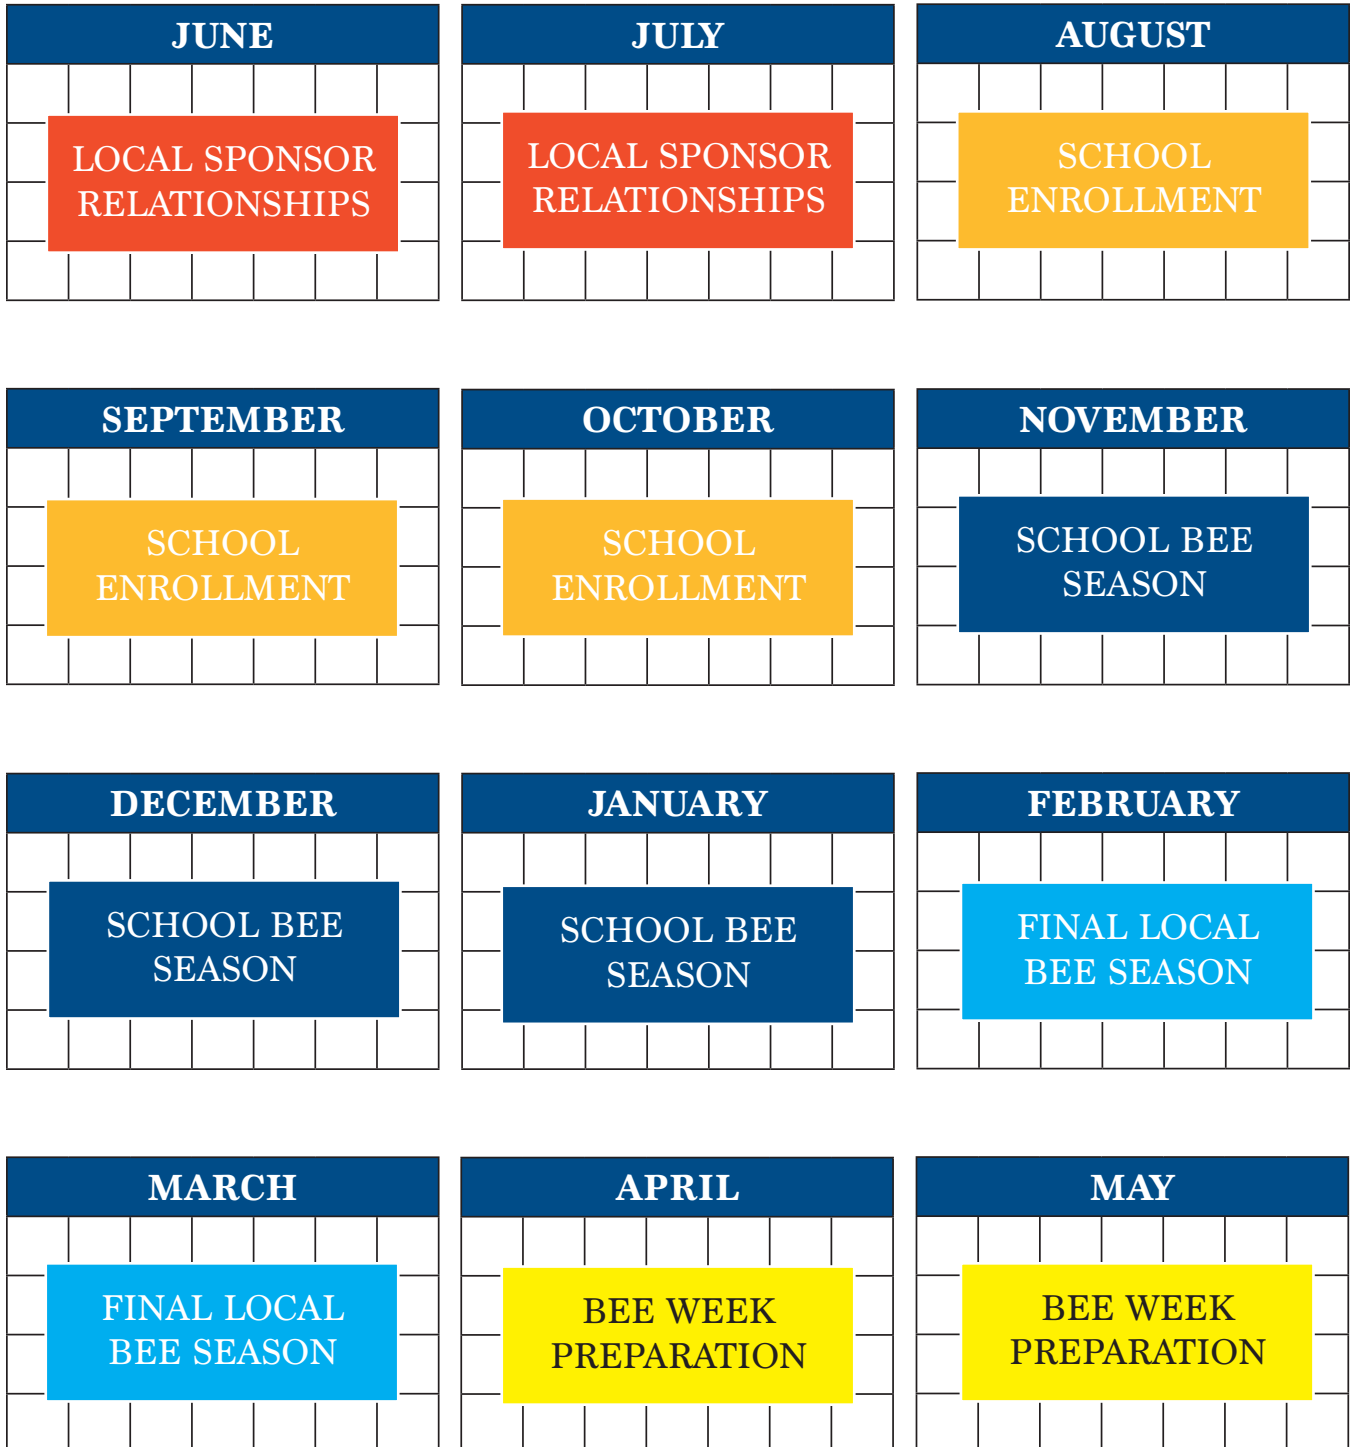 JUNE
LOCAL SPONSOR
RELATIONSHIPS
JULY
LOCAL SPONSOR
RELATIONSHIPS
AUGUST
SCHOOL
ENROLLMENT
SEPTEMBER
SCHOOL
ENROLLMENT
OCTOBER
SCHOOL
ENROLLMENT
NOVEMBER
SCHOOL BEE
SEASON
DECEMBER
SCHOOL BEE
SEASON
JANUARY
SCHOOL BEE
SEASON
FEBRUARY
FINAL LOCAL
BEE SEASON
MARCH
FINAL LOCAL
BEE SEASON
APRIL
BEE WEEK
PREPARATION
MAY
BEE WEEK
PREPARATION